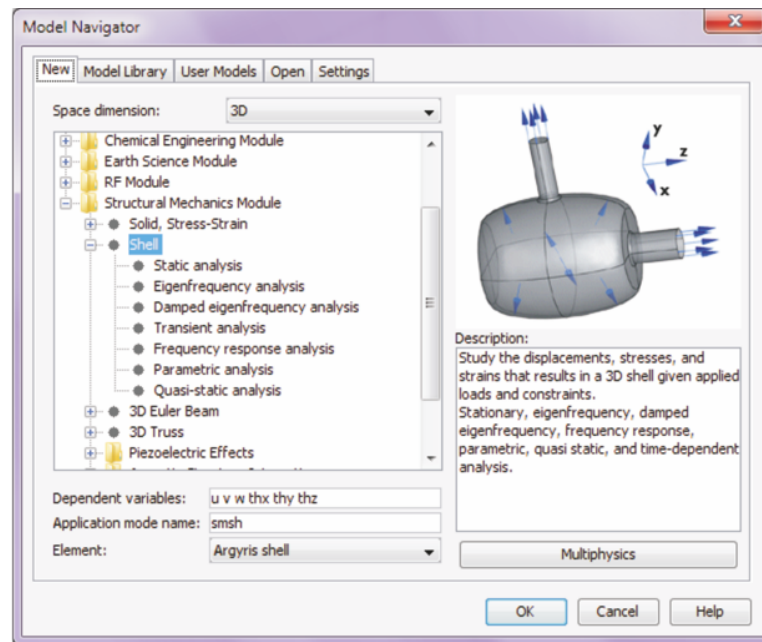 Model Navigator
New Model Library User Models Open Settings
Space dimension: 3D
Chemical Engineering Module
Earth Science Module
RF Module
Structural Mechanics Module
Solid, Stress-Strain
Shell
Static analysis
Eigenfrequency analysis
Damped eigenfrequency analysis
Transient analysis
Frequency response analysis
Parametric analysis
Quasi-static analysis
3D Euler Beam
3D Truss
Piezoelectric Effects
Dependent variables: u v w thx thy thz
Application mode name: smsh
Element: Argyris shell
y
z
x
Description:
Study the displacements, stresses, and
strains that results in a 3D shell given applied
loads and constraints.
Stationary, eigenfrequency, damped
eigenfrequency, frequency response,
parametric, quasi static, and time-dependent
analysis.
Multiphysics
OK Cancel Help